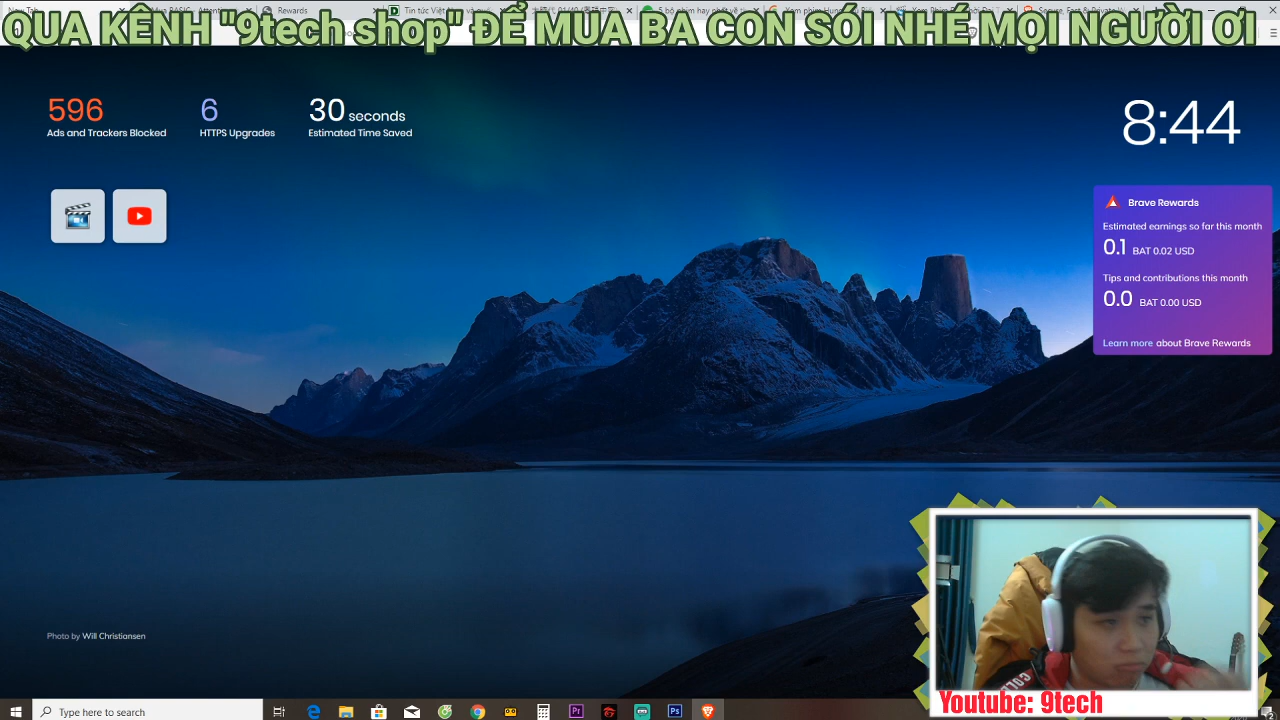 QUA KÊNH "9tech shop" ĐỂ MUA BA CON SÓI NHÉ MỌI NGƯỜI ƠI
596
Ads and Trackers Blocked
6
HTTPS Upgrades
30 seconds
Estimated Time Saved
8:44
Brave Rewards
Estimated earnings so far this month
0.1 BAT 0.02 USD
Tips and contributions this month
0.0 BAT 0.00 USD
Learn more about Brave Rewards
Photo by Will Christiansen
Youtube: 9tech
Type here to search